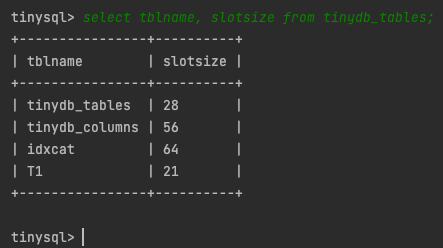 tinysql> select tblname, slotsize from tinydb_tables;
+----------------+----------+
| tblname        | slotsize |
+----------------+----------+
| tinydb_tables  | 28       |
| tinydb_columns | 56       |
| idxcat         | 64       |
| T1             | 21       |
+----------------+----------+
tinysql>